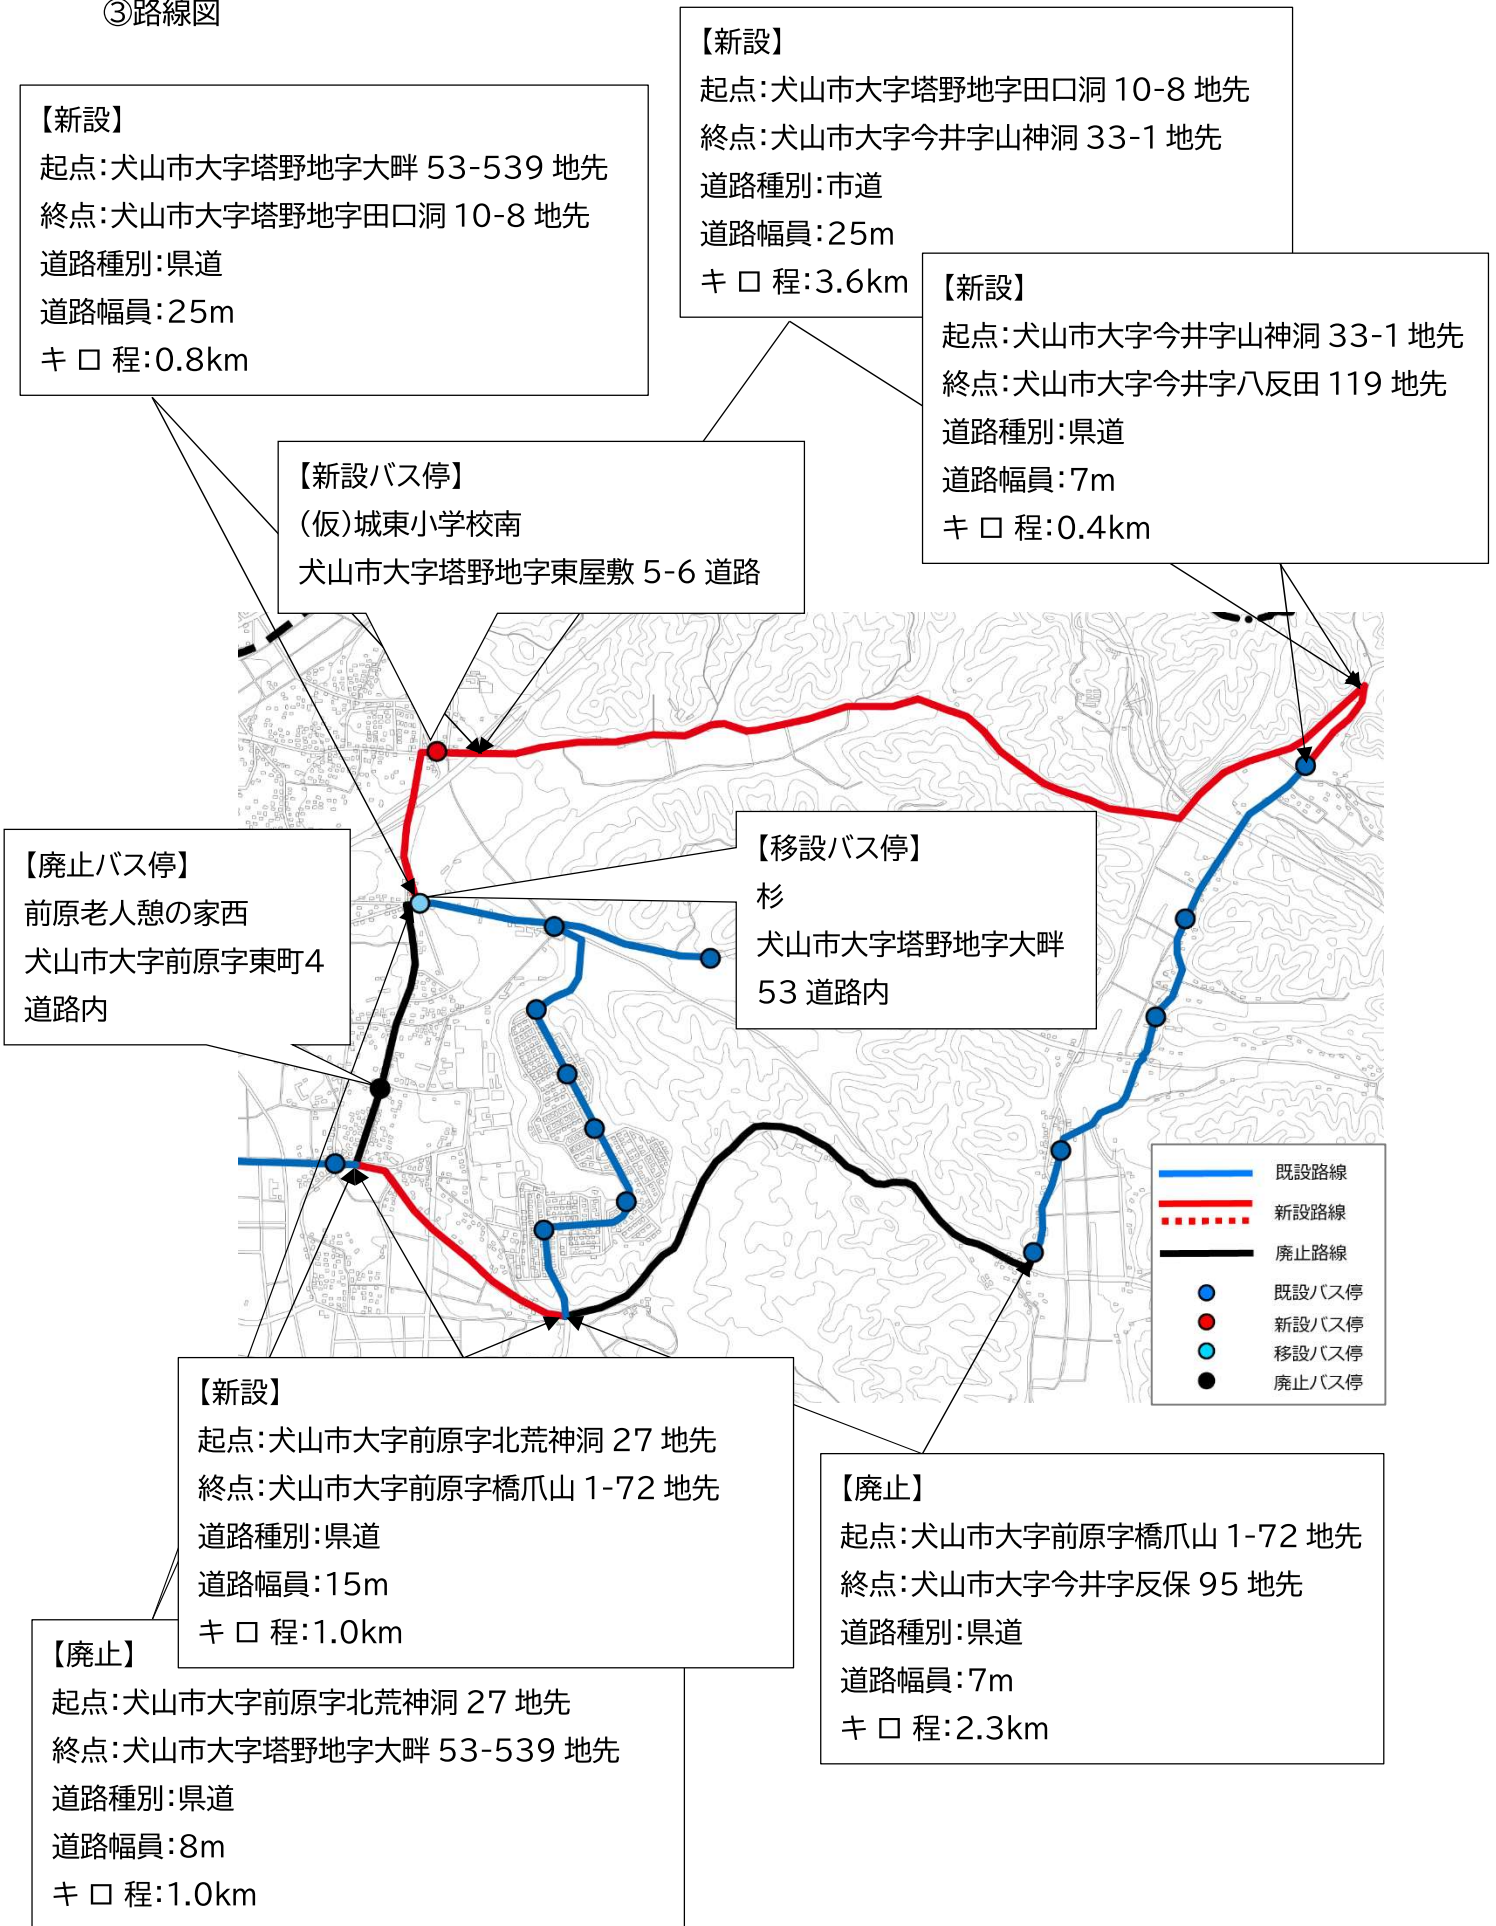 ③路線図
【新設】
起点：犬山市大字塔野地字田口洞 10-8 地先
終点：犬山市大字今井字山神洞 33-1 地先
道路種別：市道
道路幅員：25m
キ ロ 程：3.6km
【新設】
起点：犬山市大字塔野地字大畔 53-539 地先
終点：犬山市大字塔野地字田口洞 10-8 地先
道路種別：県道
道路幅員：25m
キ ロ 程：0.8km
【新設】
起点：犬山市大字今井字山神洞 33-1 地先
終点：犬山市大字今井字八反田 119 地先
道路種別：県道
道路幅員：7m
キ ロ 程：0.4km
【新設バス停】
（仮）城東小学校南
犬山市大字塔野地字東屋敷 5-6 道路
【移設バス停】
杉
犬山市大字塔野地字大畔
53 道路内
【廃止バス停】
前原老人憩の家西
犬山市大字前原字東町4
道路内
既設路線
新設路線
廃止路線
既設バス停
新設バス停
移設バス停
廃止バス停
【新設】
起点：犬山市大字前原字北荒神洞 27 地先
終点：犬山市大字前原字橋爪山 1-72 地先
道路種別：県道
道路幅員：15m
キ ロ 程：1.0km
【廃止】
起点：犬山市大字前原字橋爪山 1-72 地先
終点：犬山市大字今井字反保 95 地先
道路種別：県道
道路幅員：7m
キ ロ 程：2.3km
【廃止】
起点：犬山市大字前原字北荒神洞 27 地先
終点：犬山市大字塔野地字大畔 53-539 地先
道路種別：県道
道路幅員：8m
キ ロ 程：1.0km